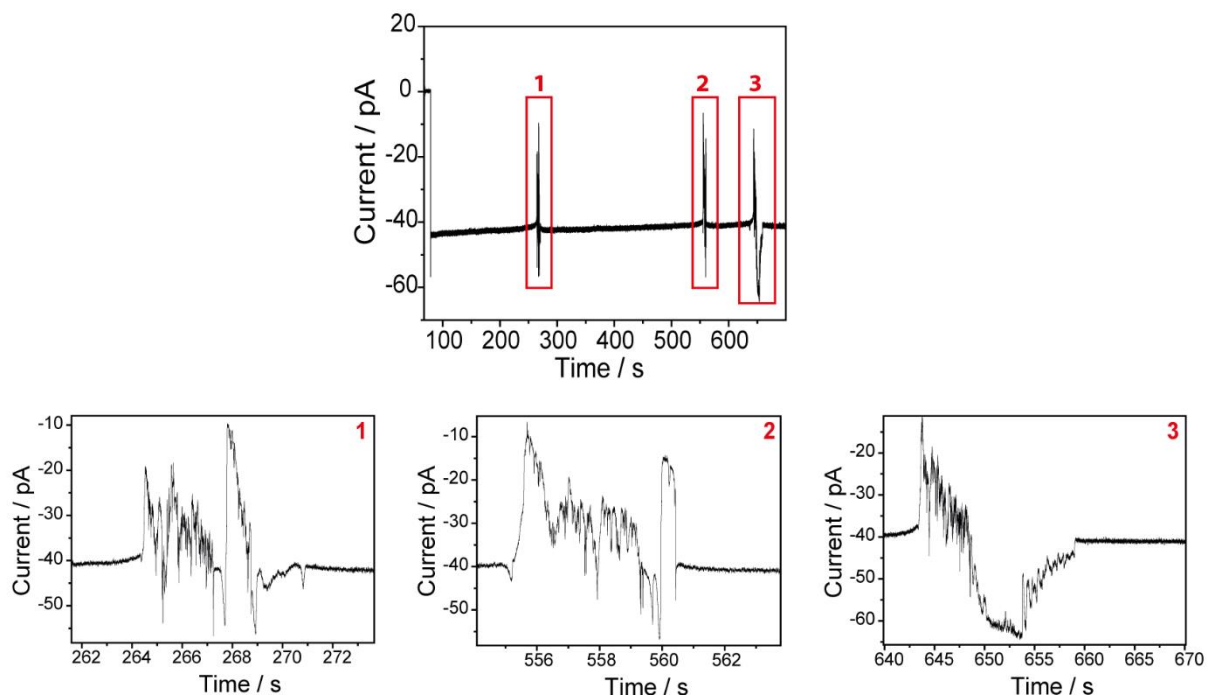 20
0
-20
-40
-60
Current / pA
1
2
3
100 200 300 400 500 600
Time / s
-10
-20
-30
-40
-50
Current / pA
1
262 264 266 268 270 272
Time / s
-10
-20
-30
-40
-50
Current / pA
2
556 558 560 562
Time / s
-20
-30
-40
-50
-60
Current / pA
3
640 645 650 655 660 665 670
Time / s